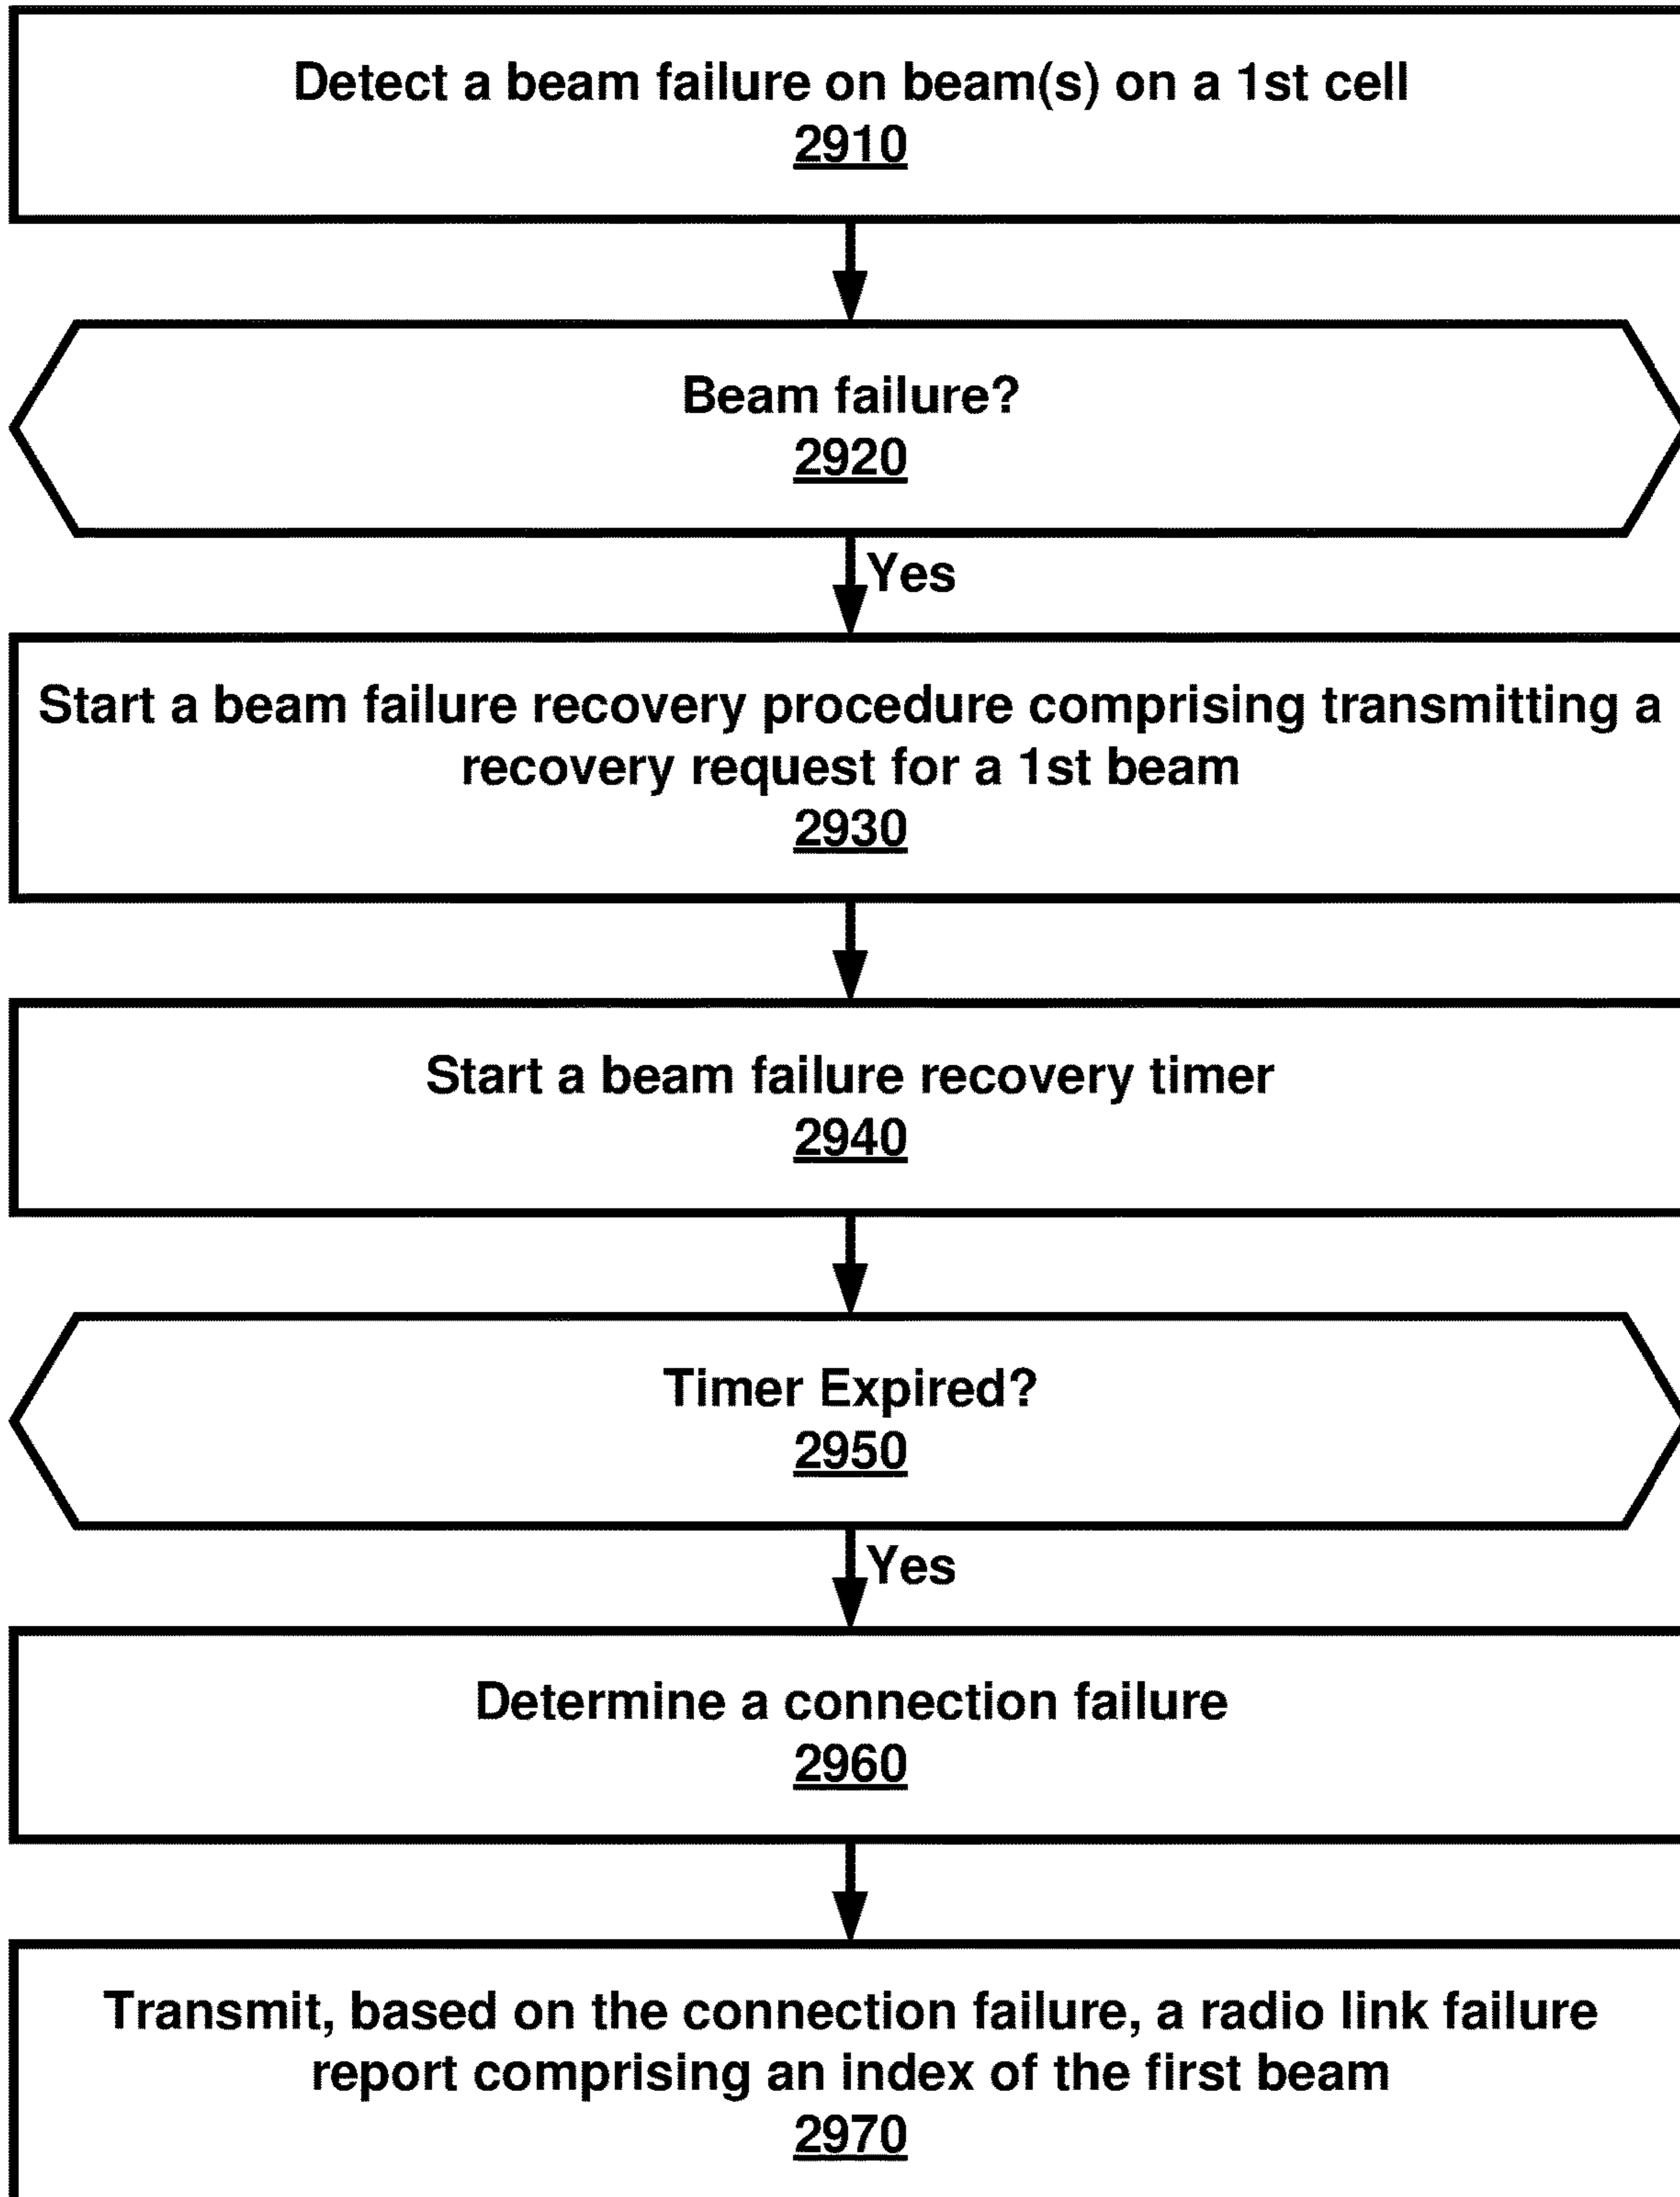 Detect a beam failure on beam(s) on a 1st cell
2910
Beam failure?
2920
Yes
Start a beam failure recovery procedure comprising transmitting a
recovery request for a 1st beam
2930
Start a beam failure recovery timer
2940
Timer Expired?
2950
Yes
Determine a connection failure
2960
Transmit, based on the connection failure, a radio link failure
report comprising an index of the first beam
2970